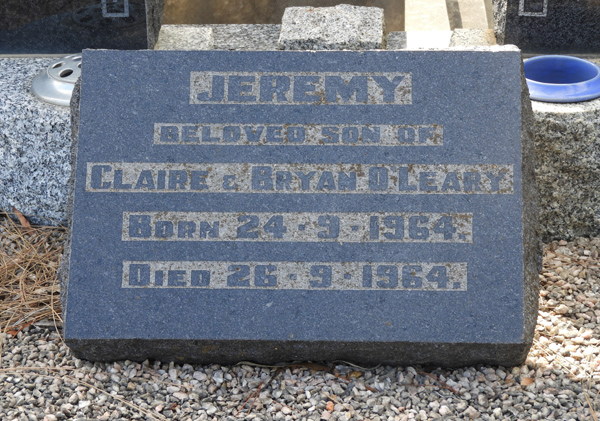 JEREMY
BELOVED SON OF
CLAIRE & BRYAN O'LEARY
BORN 24-9-1964.
DIED 26-9-1964.